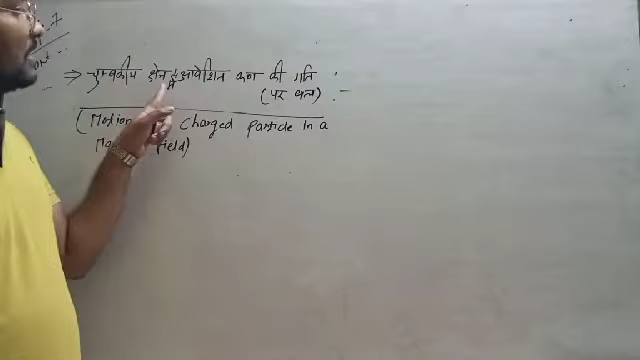 ⇒ चुम्बकीय क्षेत्र में आवेशित कण की गति :-
(पर बल)
(Motion Charged Particle in a
field)